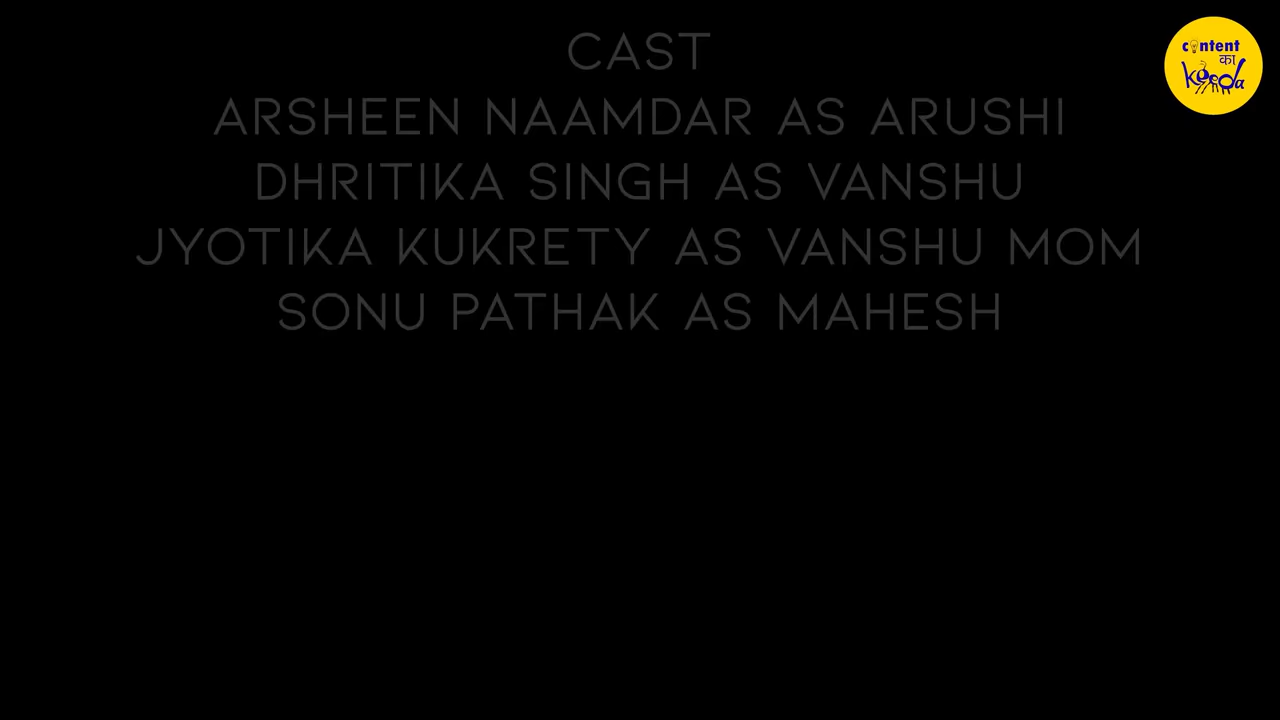 CAST
ARSHEEN NAAMDAR AS ARUSHI
DHRITIKA SINGH AS VANSHU
JYOTIKA KUKRETY AS VANSHU MOM
SONU PATHAK AS MAHESH
content
का
keeda